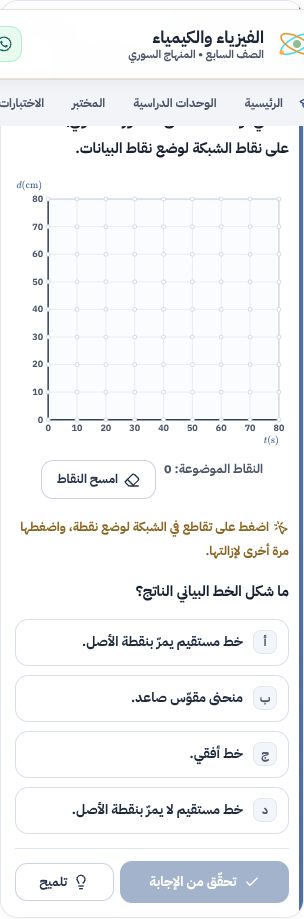 الفيزياء والكيمياء
الصف السابع • المنهاج السوري
الرئيسية
الوحدات الدراسية
المختبر
الاختبارات
على نقاط الشبكة لوضع نقاط البيانات.
d(cm)
80
70
60
50
40
30
20
10
0
0 10 20 30 40 50 60 70 80
t(s)
النقاط الموضوعة: 0
امسح النقاط
اضغط على تقاطع في الشبكة لوضع نقطة، واضغطها
مرة أخرى لإزالتها.
ما شكل الخط البياني الناتج؟
أ خط مستقيم يمرّ بنقطة الأصل.
ب منحنى مقوّس صاعد.
ج خط أفقي.
د خط مستقيم لا يمرّ بنقطة الأصل.
تحقّق من الإجابة
تلميح